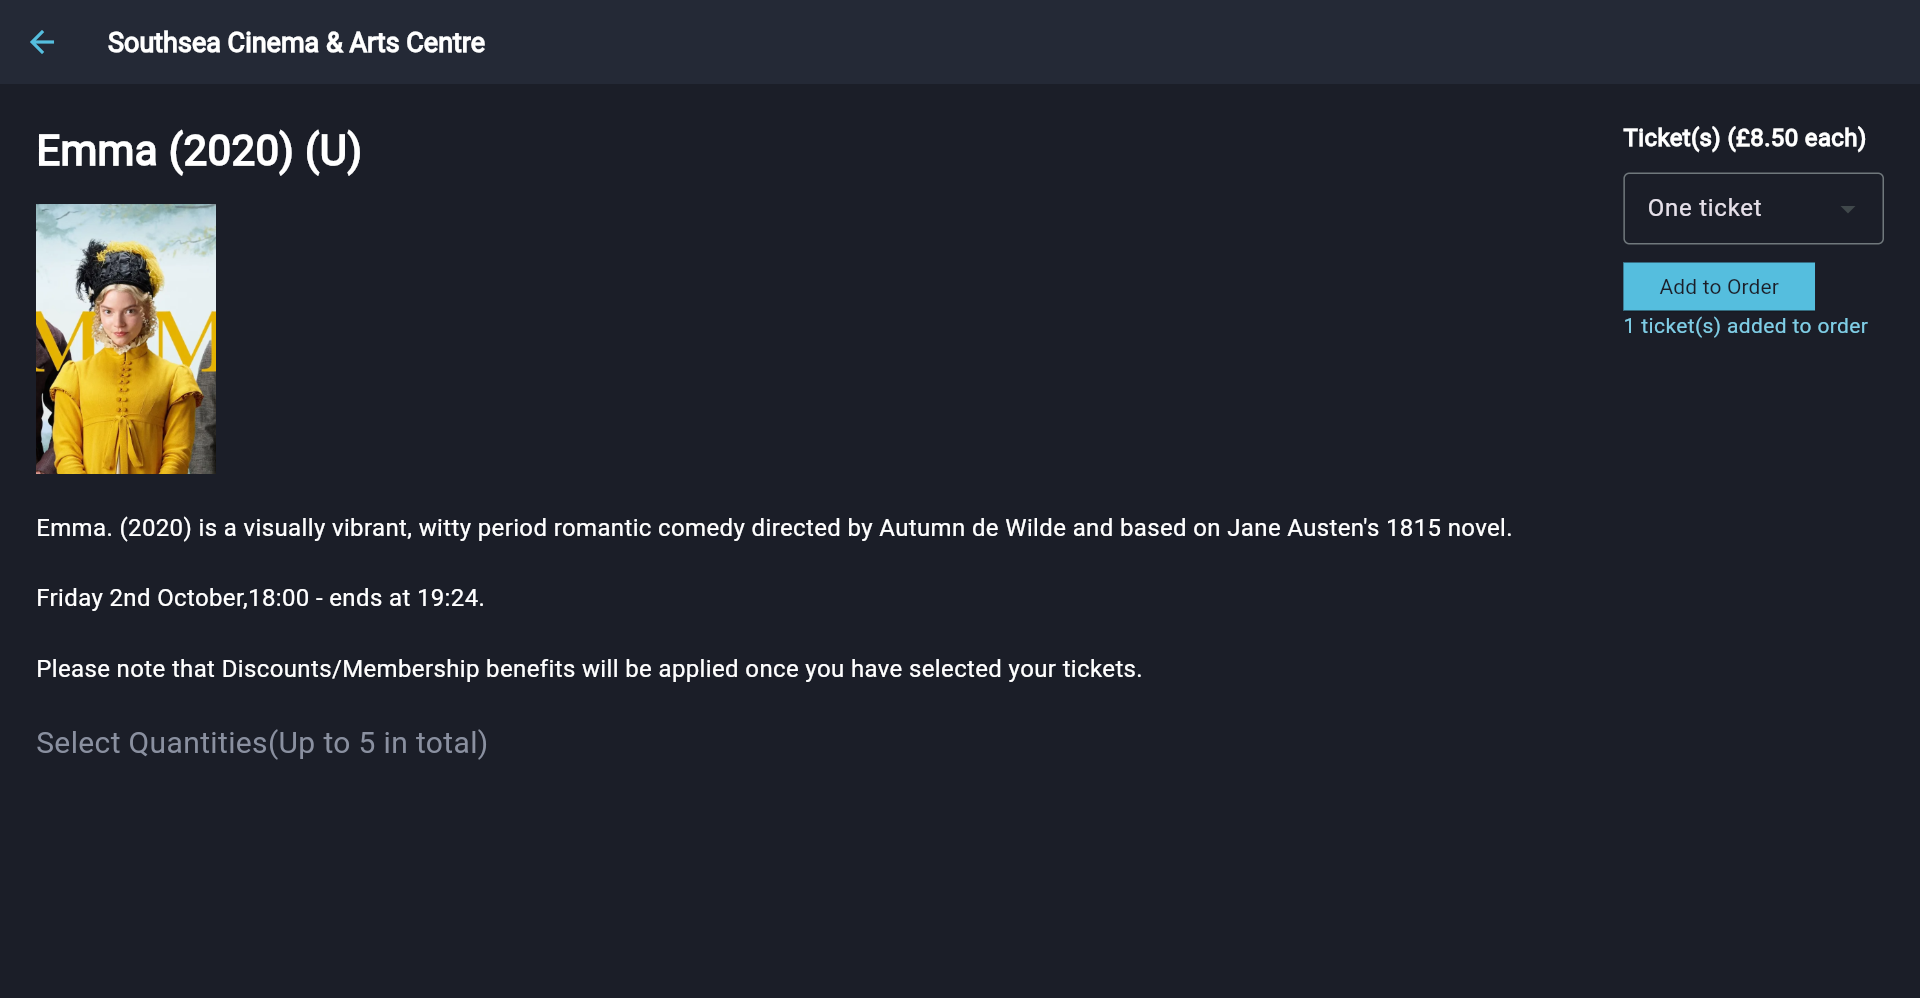 Southsea Cinema & Arts Centre
Emma (2020) (U)
MM
Emma. (2020) is a visually vibrant, witty period romantic comedy directed by Autumn de Wilde and based on Jane Austen's 1815 novel.
Friday 2nd October,18:00 - ends at 19:24.
Please note that Discounts/Membership benefits will be applied once you have selected your tickets.
Select Quantities(Up to 5 in total)
Ticket(s) (£8.50 each)
One ticket
Add to Order
1 ticket(s) added to order